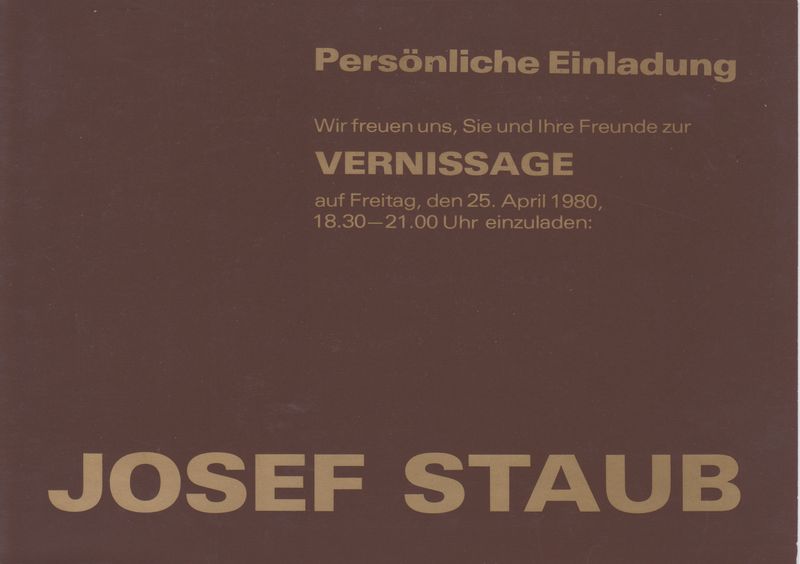 Persönliche Einladung
Wir freuen uns, Sie und Ihre Freunde zur
VERNISSAGE
auf Freitag, den 25. April 1980,
18.30—21.00 Uhr einzuladen:
JOSEF STAUB